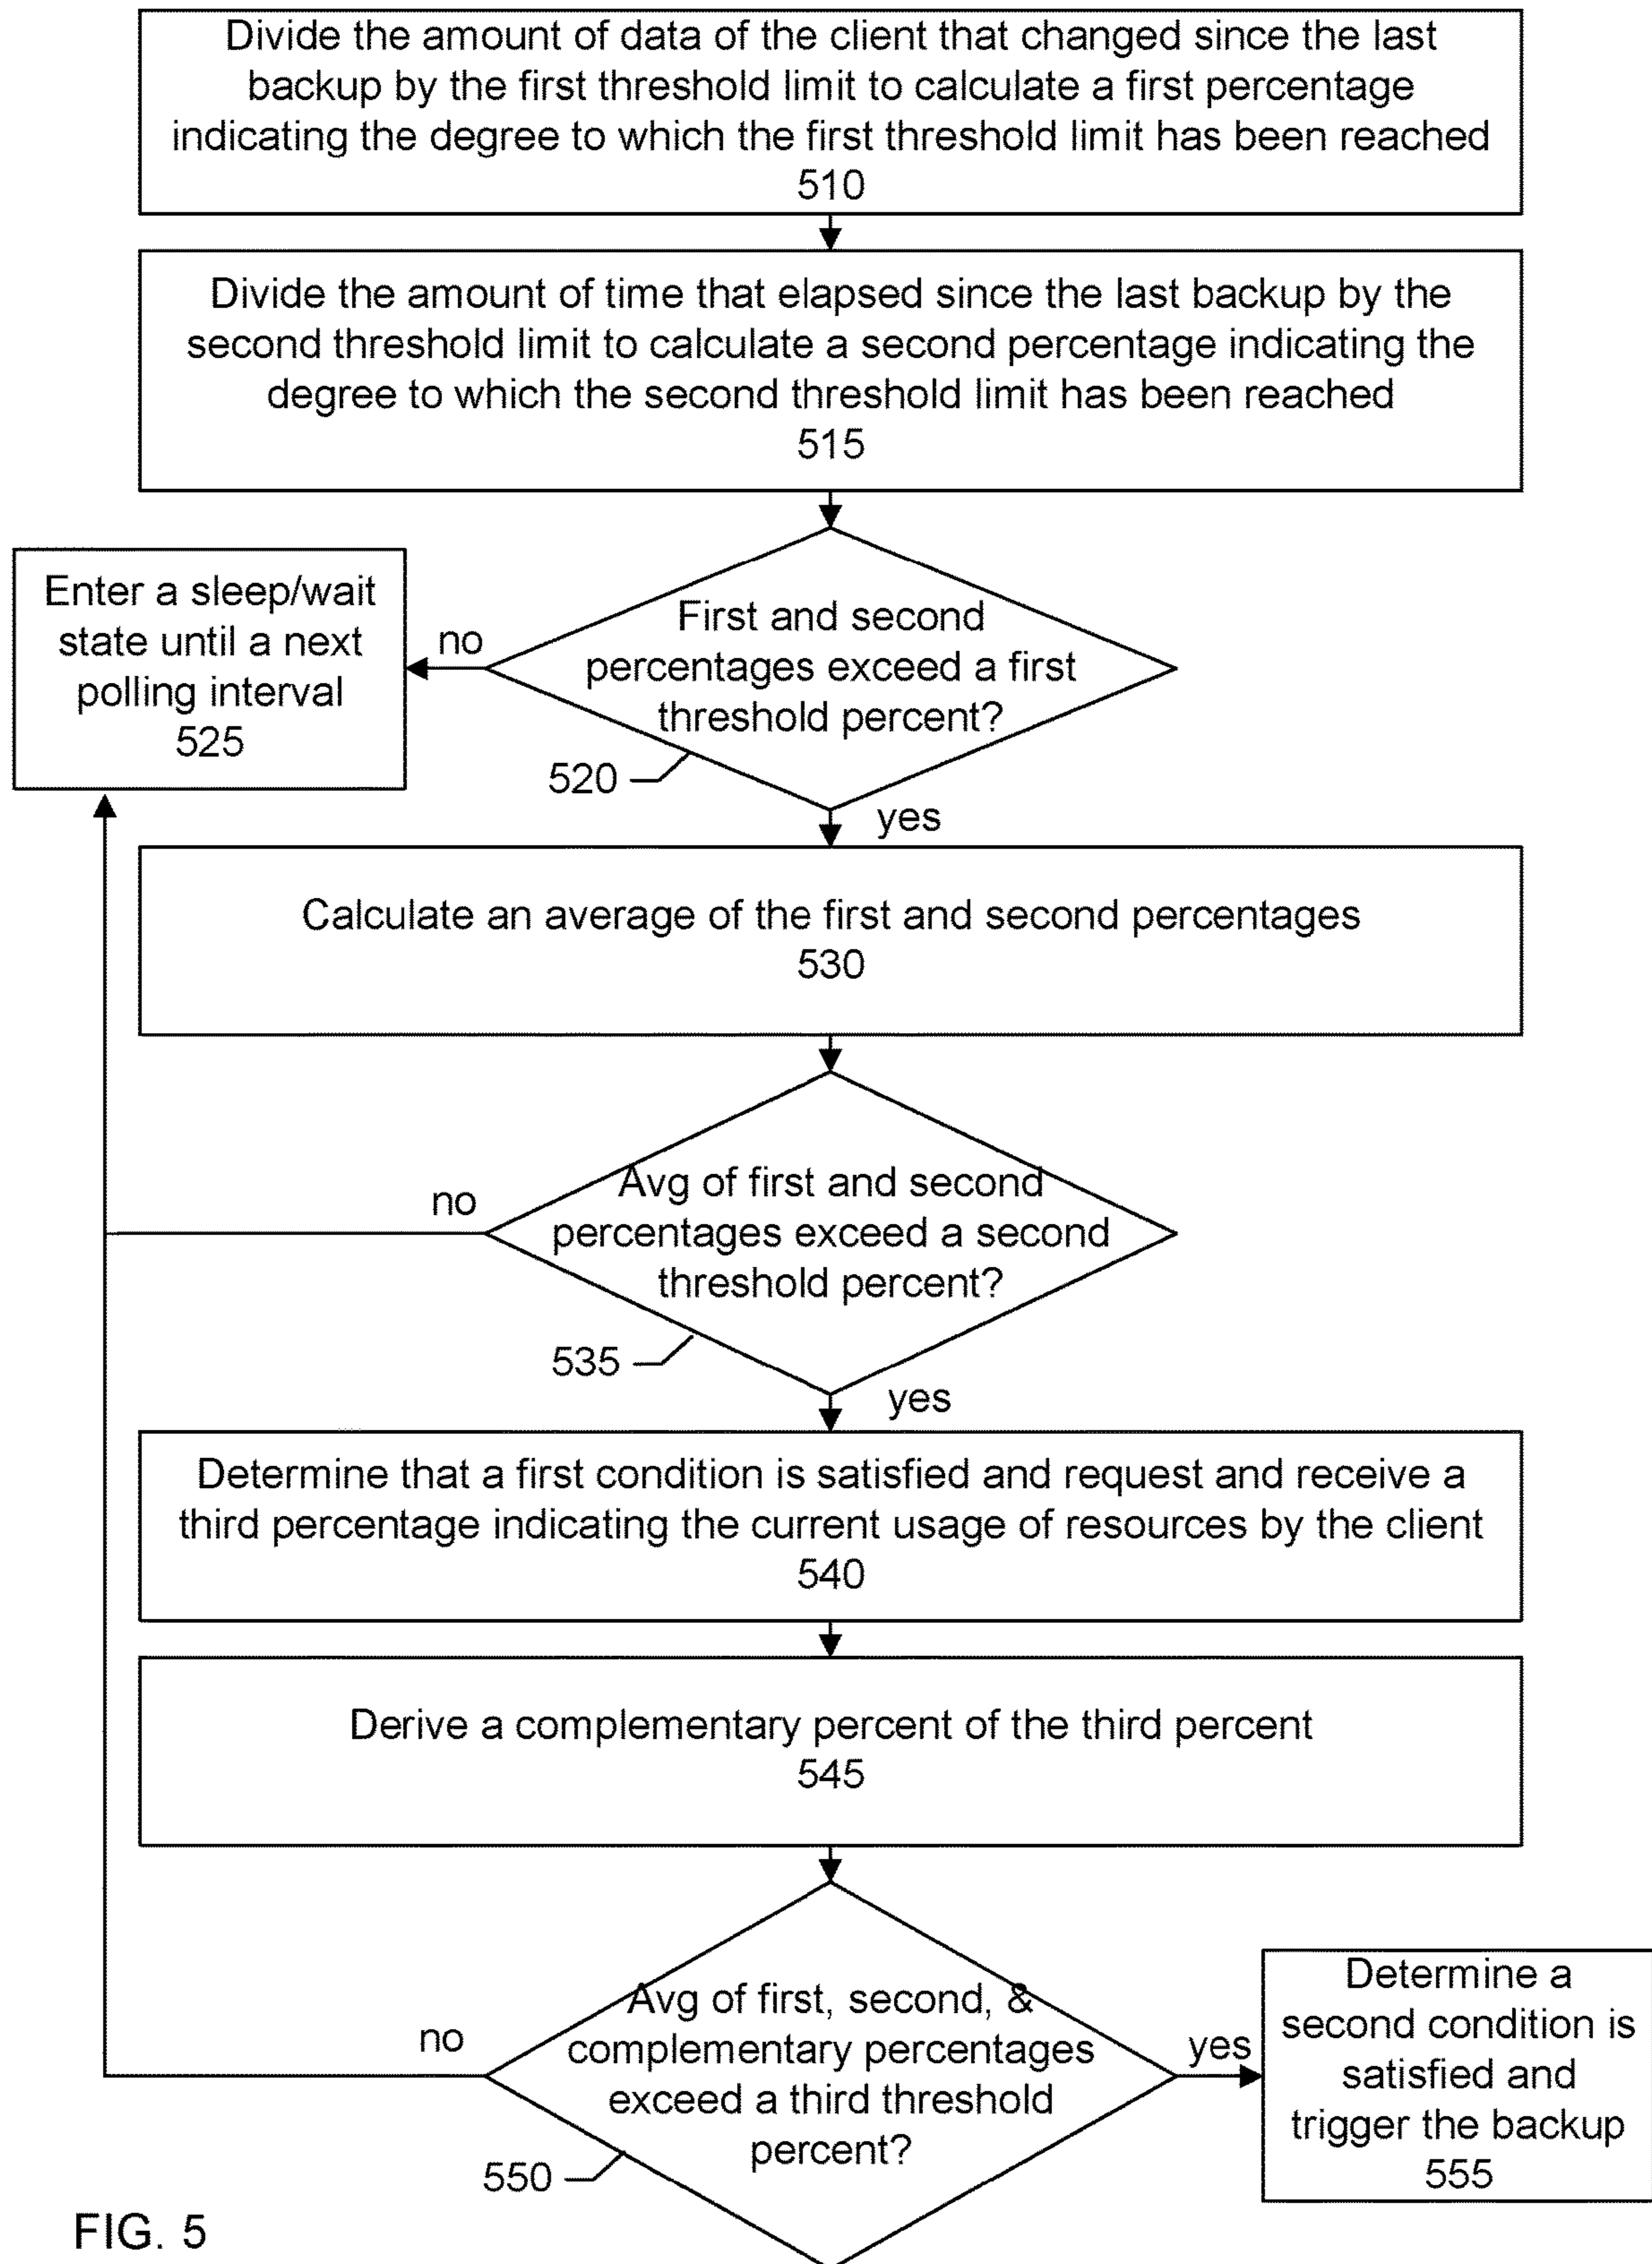 Divide the amount of data of the client that changed since the last
backup by the first threshold limit to calculate a first percentage
indicating the degree to which the first threshold limit has been reached
510
Divide the amount of time that elapsed since the last backup by the
second threshold limit to calculate a second percentage indicating the
degree to which the second threshold limit has been reached
515
Enter a sleep/wait
state until a next
polling interval
525
no
First and second
percentages exceed a first
threshold percent?
520
yes
Calculate an average of the first and second percentages
530
no
Avg of first and second
percentages exceed a second
threshold percent?
535
yes
Determine that a first condition is satisfied and request and receive a
third percentage indicating the current usage of resources by the client
540
Derive a complementary percent of the third percent
545
no
Avg of first, second, &
complementary percentages
exceed a third threshold
percent?
550
yes
Determine a
second condition is
satisfied and
trigger the backup
555
FIG. 5